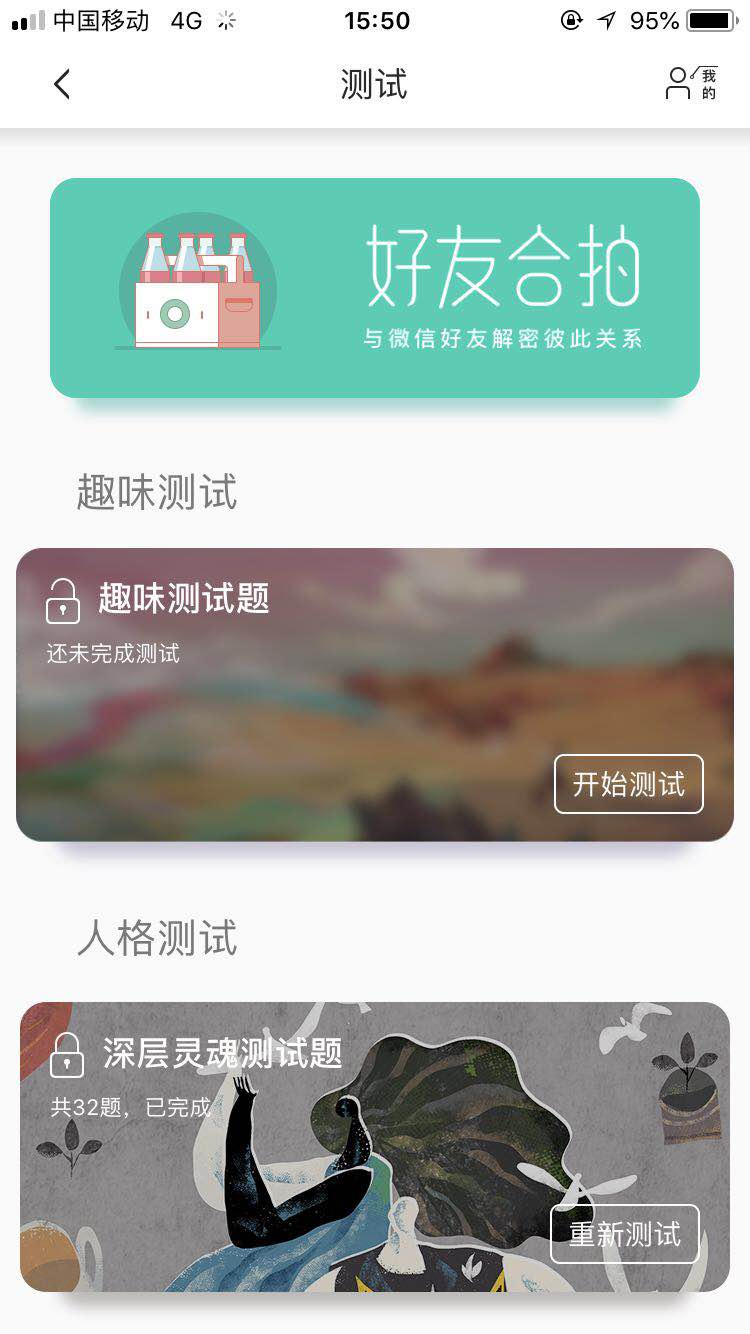 中国移动 4G 15:50 95%
测试
我的
好友合拍
与微信好友解密彼此关系
趣味测试
趣味测试题
还未完成测试
开始测试
人格测试
深层灵魂测试题
共32题，已完成
重新测试